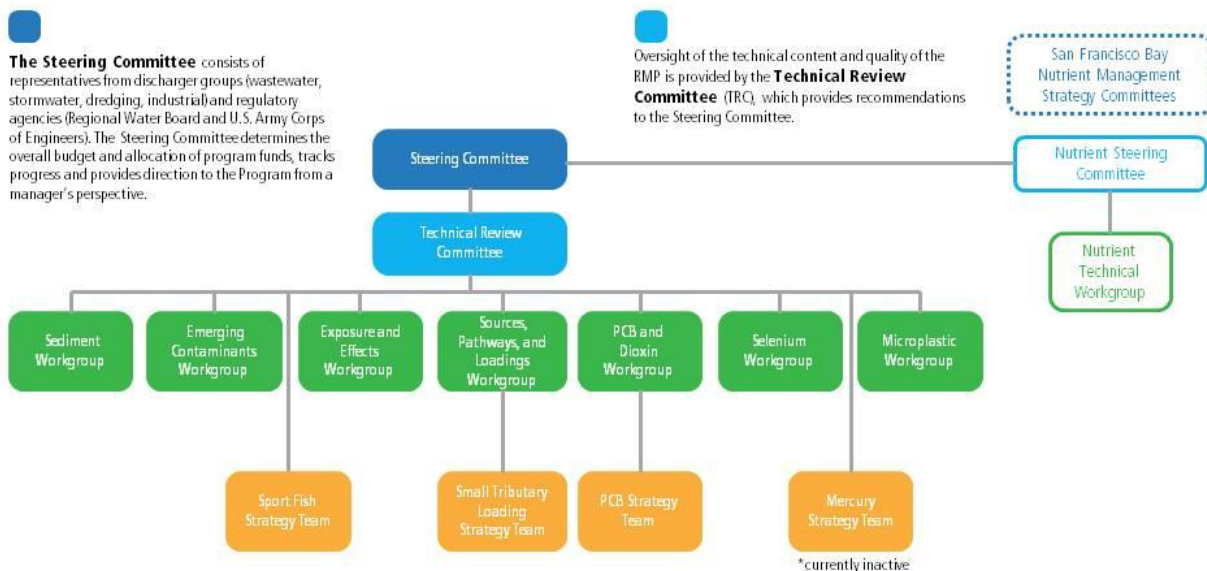 The Steering Committee consists of
representatives from discharger groups (wastewater,
stormwater, dredging, industrial) and regulatory
agencies (Regional Water Board and U.S. Army Corps
of Engineers). The Steering Committee determines the
overall budget and allocation of program funds, tracks
progress and provides direction to the Program from a
manager's perspective.
Oversight of the technical content and quality of the
RMP is provided by the Technical Review
Committee (TRC), which provides recommendations
to the Steering Committee.
San Francisco Bay
Nutrient Management
Strategy Committees
Steering Committee
Nutrient Steering
Committee
Technical Review
Committee
Nutrient
Technical
Workgroup
Sediment
Workgroup
Emerging
Contaminants
Workgroup
Exposure and
Effects
Workgroup
Sources,
Pathways, and
Loadings
Workgroup
PCB and
Dioxin
Workgroup
Selenium
Workgroup
Microplastic
Workgroup
Sport Fish
Strategy Team
Small Tributary
Loading
Strategy Team
PCB Strategy
Team
Mercury
Strategy Team
*currently inactive